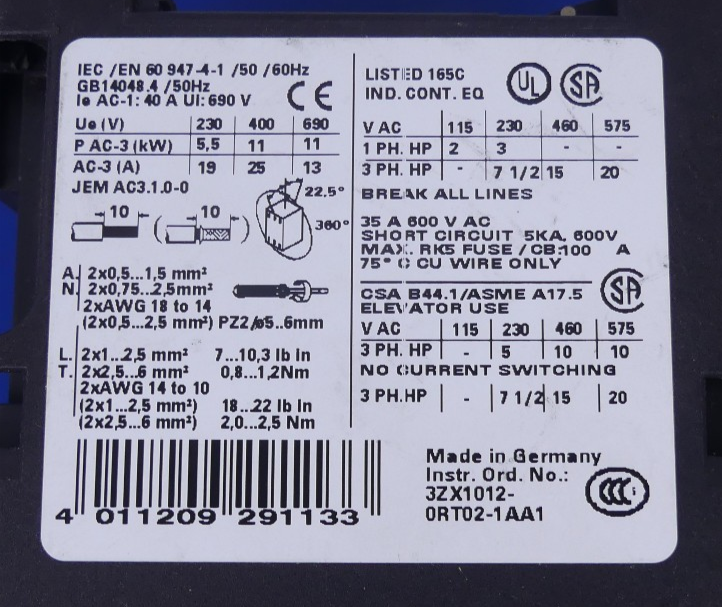 IEC /EN 60 947-4-1 /50 /60Hz
GB14048.4 /50Hz
Ie AC-1: 40 A UI: 690 V
CE
Ue (V) 230 400 690
P AC-3 (kW) 5,5 11 11
AC-3 (A) 19 25 13
JEM AC3.1.0-0
22.5°
10 ( 10 ) 360°
A. 2x0,5...1,5 mm²
N. 2x0,75...2,5mm²
2xAWG 18 to 14
(2x0,5...2,5 mm²) PZ2/ø5..6mm
L. 2x1...2,5 mm² 7...10,3 lb In
T. 2x2,5...6 mm² 0,8...1,2Nm
2xAWG 14 to 10
(2x1...2,5 mm²) 18...22 lb In
(2x2,5...6 mm²) 2,0...2,5 Nm
4 011209 291133
LISTED 165C
IND. CONT. EQ
UL
SA
V AC 115 230 460 575
1 PH. HP 2 3 - -
3 PH. HP - 7 1/2 15 20
BREAK ALL LINES
35 A 600 V AC
SHORT CIRCUIT 5KA, 600V
MAX. RK5 FUSE / CB:100 A
75° C CU WIRE ONLY
SA
CSA B44.1/ASME A17.5
ELEVATOR USE
V AC 115 230 460 575
3 PH. HP - 5 10 10
NO CURRENT SWITCHING
3 PH.HP - 7 1/2 15 20
Made in Germany
Instr. Ord. No.:
3ZX1012-
0RT02-1AA1
CCC